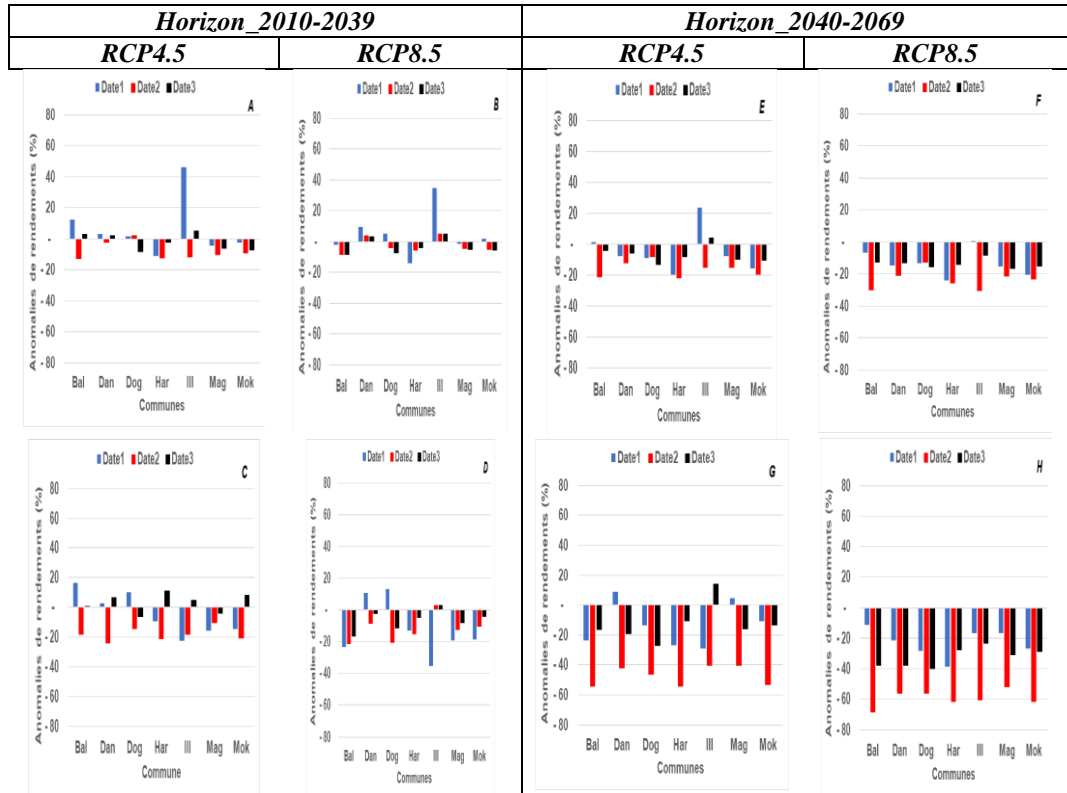 Horizon_2010-2039
Horizon_2040-2069
RCP4.5
RCP8.5
RCP4.5
RCP8.5
Date1 Date2 Date3
A
Anomalies de rendements (%)
80
60
40
20
-
- 20
- 40
- 60
- 80
Bal Dan Dog Har Ill Mag Mok
Communes
Date1 Date2 Date3
B
Anomalies de rendements (%)
80
60
40
20
-
- 20
- 40
- 60
- 80
Bal Dan Dog Har Ill Mag Mok
Communes
Date1 Date2 Date3
E
Anomalies de rendements (%)
80
60
40
20
-
- 20
- 40
- 60
- 80
Bal Dan Dog Har Ill Mag Mok
Communes
Date1 Date2 Date3
F
Anomalies de rendements (%)
80
60
40
20
-
- 20
- 40
- 60
- 80
Bal Dan Dog Har Ill Mag Mok
Communes
Date1 Date2 Date3
C
Anomalies de rendements (%)
80
60
40
20
-
- 20
- 40
- 60
- 80
Bal Dan Dog Har Ill Mag Mok
Commune
Date1 Date2 Date3
D
Anomalies de rendements (%)
80
60
40
20
-
- 20
- 40
- 60
- 80
Bal Dan Dog Har Ill Mag Mok
Communes
Date1 Date2 Date3
G
Anomalies de rendements (%)
80
60
40
20
-
- 20
- 40
- 60
- 80
Bal Dan Dog Har Ill Mag Mok
Communes
Date1 Date2 Date3
H
Anomalies de rendements (%)
80
60
40
20
-
- 20
- 40
- 60
- 80
Bal Dan Dog Har Ill Mag Mok
Communes